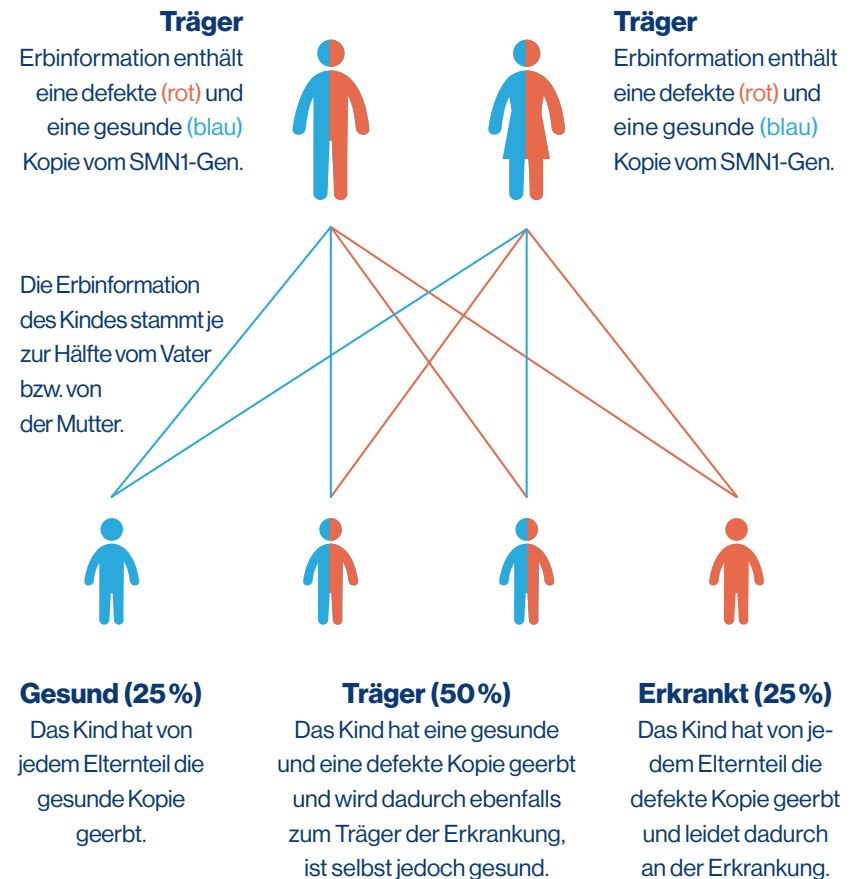 Träger
Erbinformation enthält
eine defekte (rot) und
eine gesunde (blau)
Kopie vom SMN1-Gen.
Träger
Erbinformation enthält
eine defekte (rot) und
eine gesunde (blau)
Kopie vom SMN1-Gen.
Die Erbinformation
des Kindes stammt je
zur Hälfte vom Vater
bzw. von
der Mutter.
Gesund (25 %)
Das Kind hat von
jedem Elternteil die
gesunde Kopie
geerbt.
Träger (50 %)
Das Kind hat eine gesunde
und eine defekte Kopie geerbt
und wird dadurch ebenfalls
zum Träger der Erkrankung,
ist selbst jedoch gesund.
Erkrankt (25 %)
Das Kind hat von je-
dem Elternteil die
defekte Kopie geerbt
und leidet dadurch
an der Erkrankung.